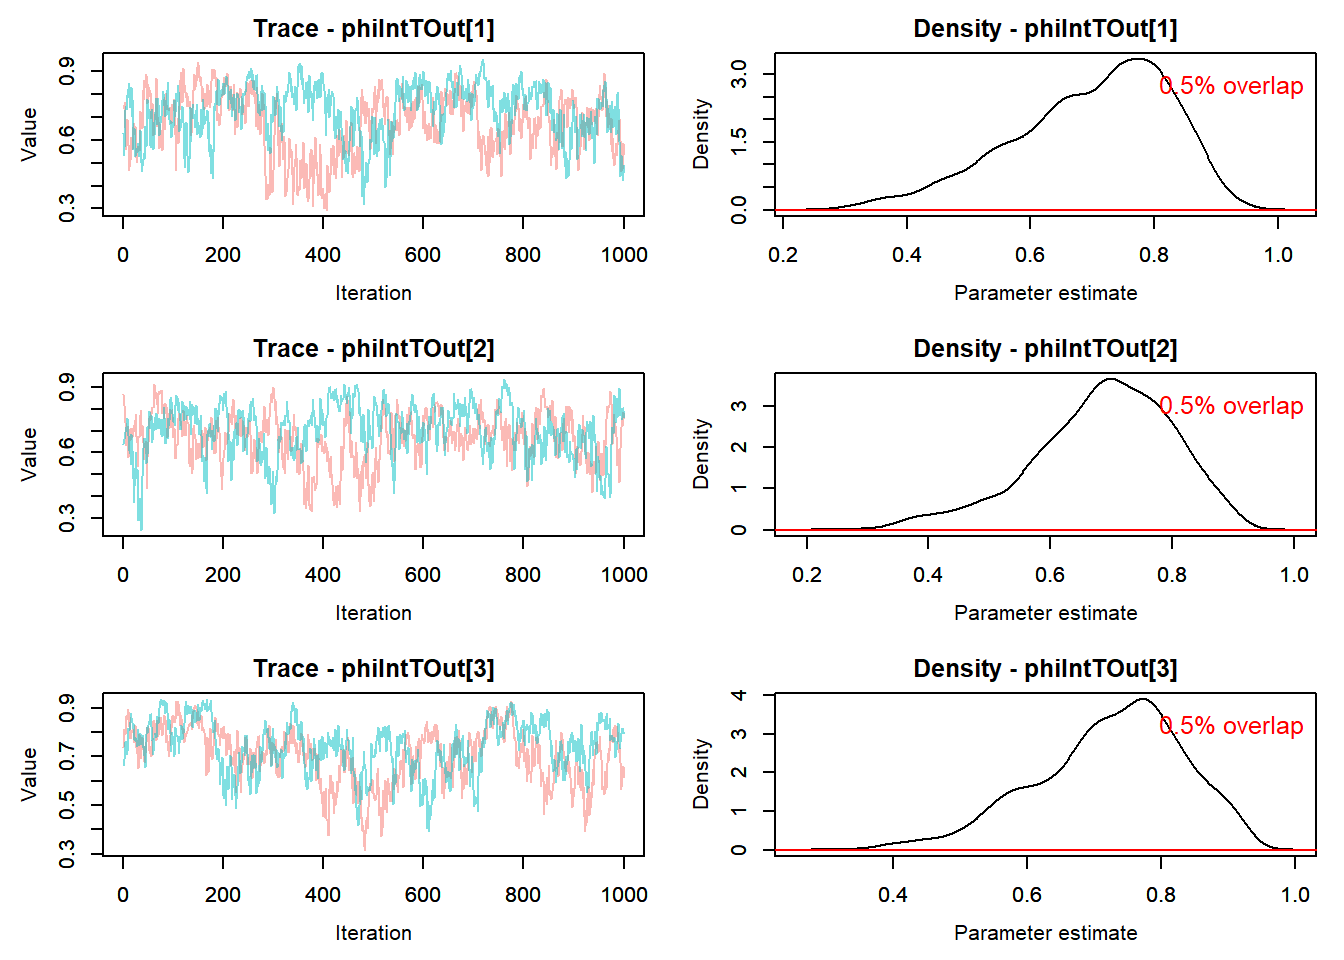 Trace - phiIntTOut[1]
Value
0.3 0.6 0.9
0 200 400 600 800 1000
Iteration
Density - phiIntTOut[1]
0.5% overlap
Density
0.0 1.5 3.0
0.2 0.4 0.6 0.8 1.0
Parameter estimate
Trace - phiIntTOut[2]
Value
0.3 0.6 0.9
0 200 400 600 800 1000
Iteration
Density - phiIntTOut[2]
0.5% overlap
Density
0 1 2 3
0.2 0.4 0.6 0.8 1.0
Parameter estimate
Trace - phiIntTOut[3]
Value
0.3 0.5 0.7 0.9
0 200 400 600 800 1000
Iteration
Density - phiIntTOut[3]
0.5% overlap
Density
0 1 2 3 4
0.4 0.6 0.8 1.0
Parameter estimate